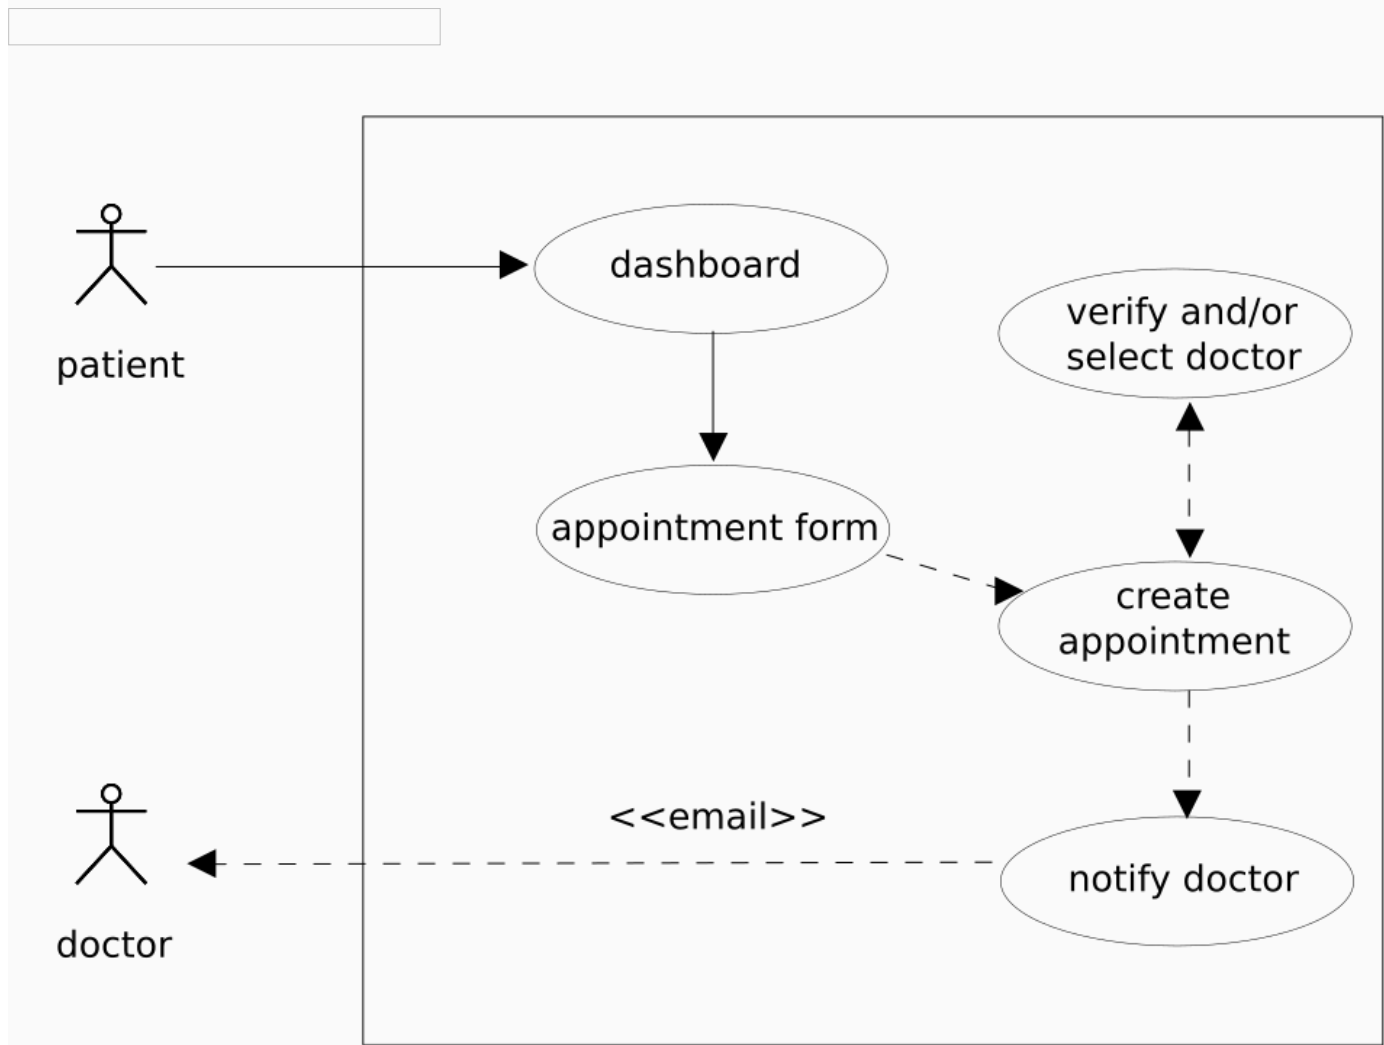 dashboard
verify and/or
select doctor
patient
appointment form
create
appointment
<<email>>
notify doctor
doctor